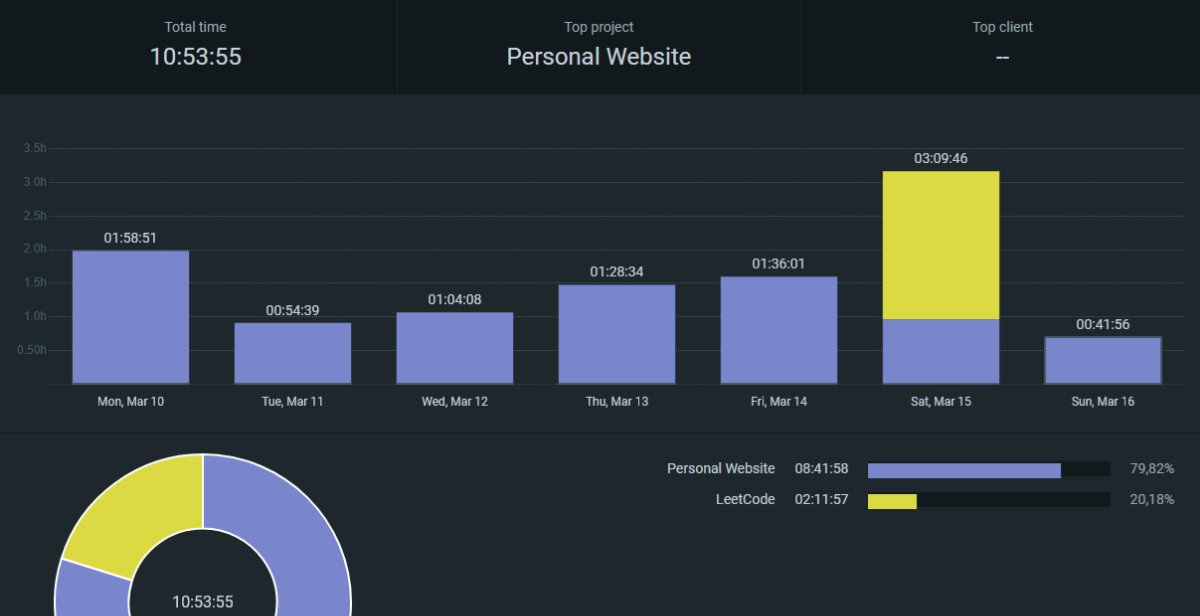 Total time
Top project
Top client
10:53:55
Personal Website
--
3.5h
03:09:46
3.0h
2.5h
01:58:51
2.0h
01:36:01
01:28:34
1.5h
01:04:08
00:54:39
1.0h
00:41:56
0.50h
Mon, Mar 10
Tue, Mar 11
Wed, Mar 12
Thu, Mar 13
Fri, Mar 14
Sat, Mar 15
Sun, Mar 16
Personal Website 08:41:58 79,82%
LeetCode 02:11:57 20,18%
10:53:55